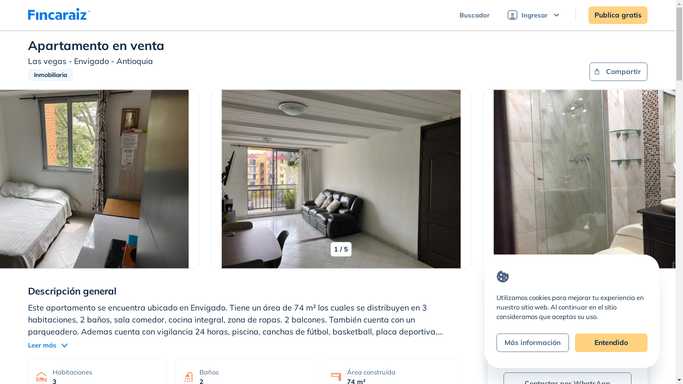 Fincaraiz
Buscador
Ingresar
Publica gratis
Apartamento en venta
Las vegas - Envigado - Antioquia
Inmobiliaria
Compartir
1 / 5
Descripción general
Este apartamento se encuentra ubicado en Envigado. Tiene un área de 74 m² los cuales se distribuyen en 3
habitaciones, 2 baños, sala comedor, cocina integral, zona de ropas. 2 balcones. También cuenta con un
parqueadero. Ademas cuenta con vigilancia 24 horas, piscina, canchas de fútbol, basketball, placa deportiva,...
Leer más
Habitaciones
3
Baños
2
Área construida
74 m²
Utilizamos cookies para mejorar tu experiencia en
nuestro sitio web. Al continuar en el sitio
consideramos que aceptas su uso.
Más información
Entendido
Contactar por WhatsApp